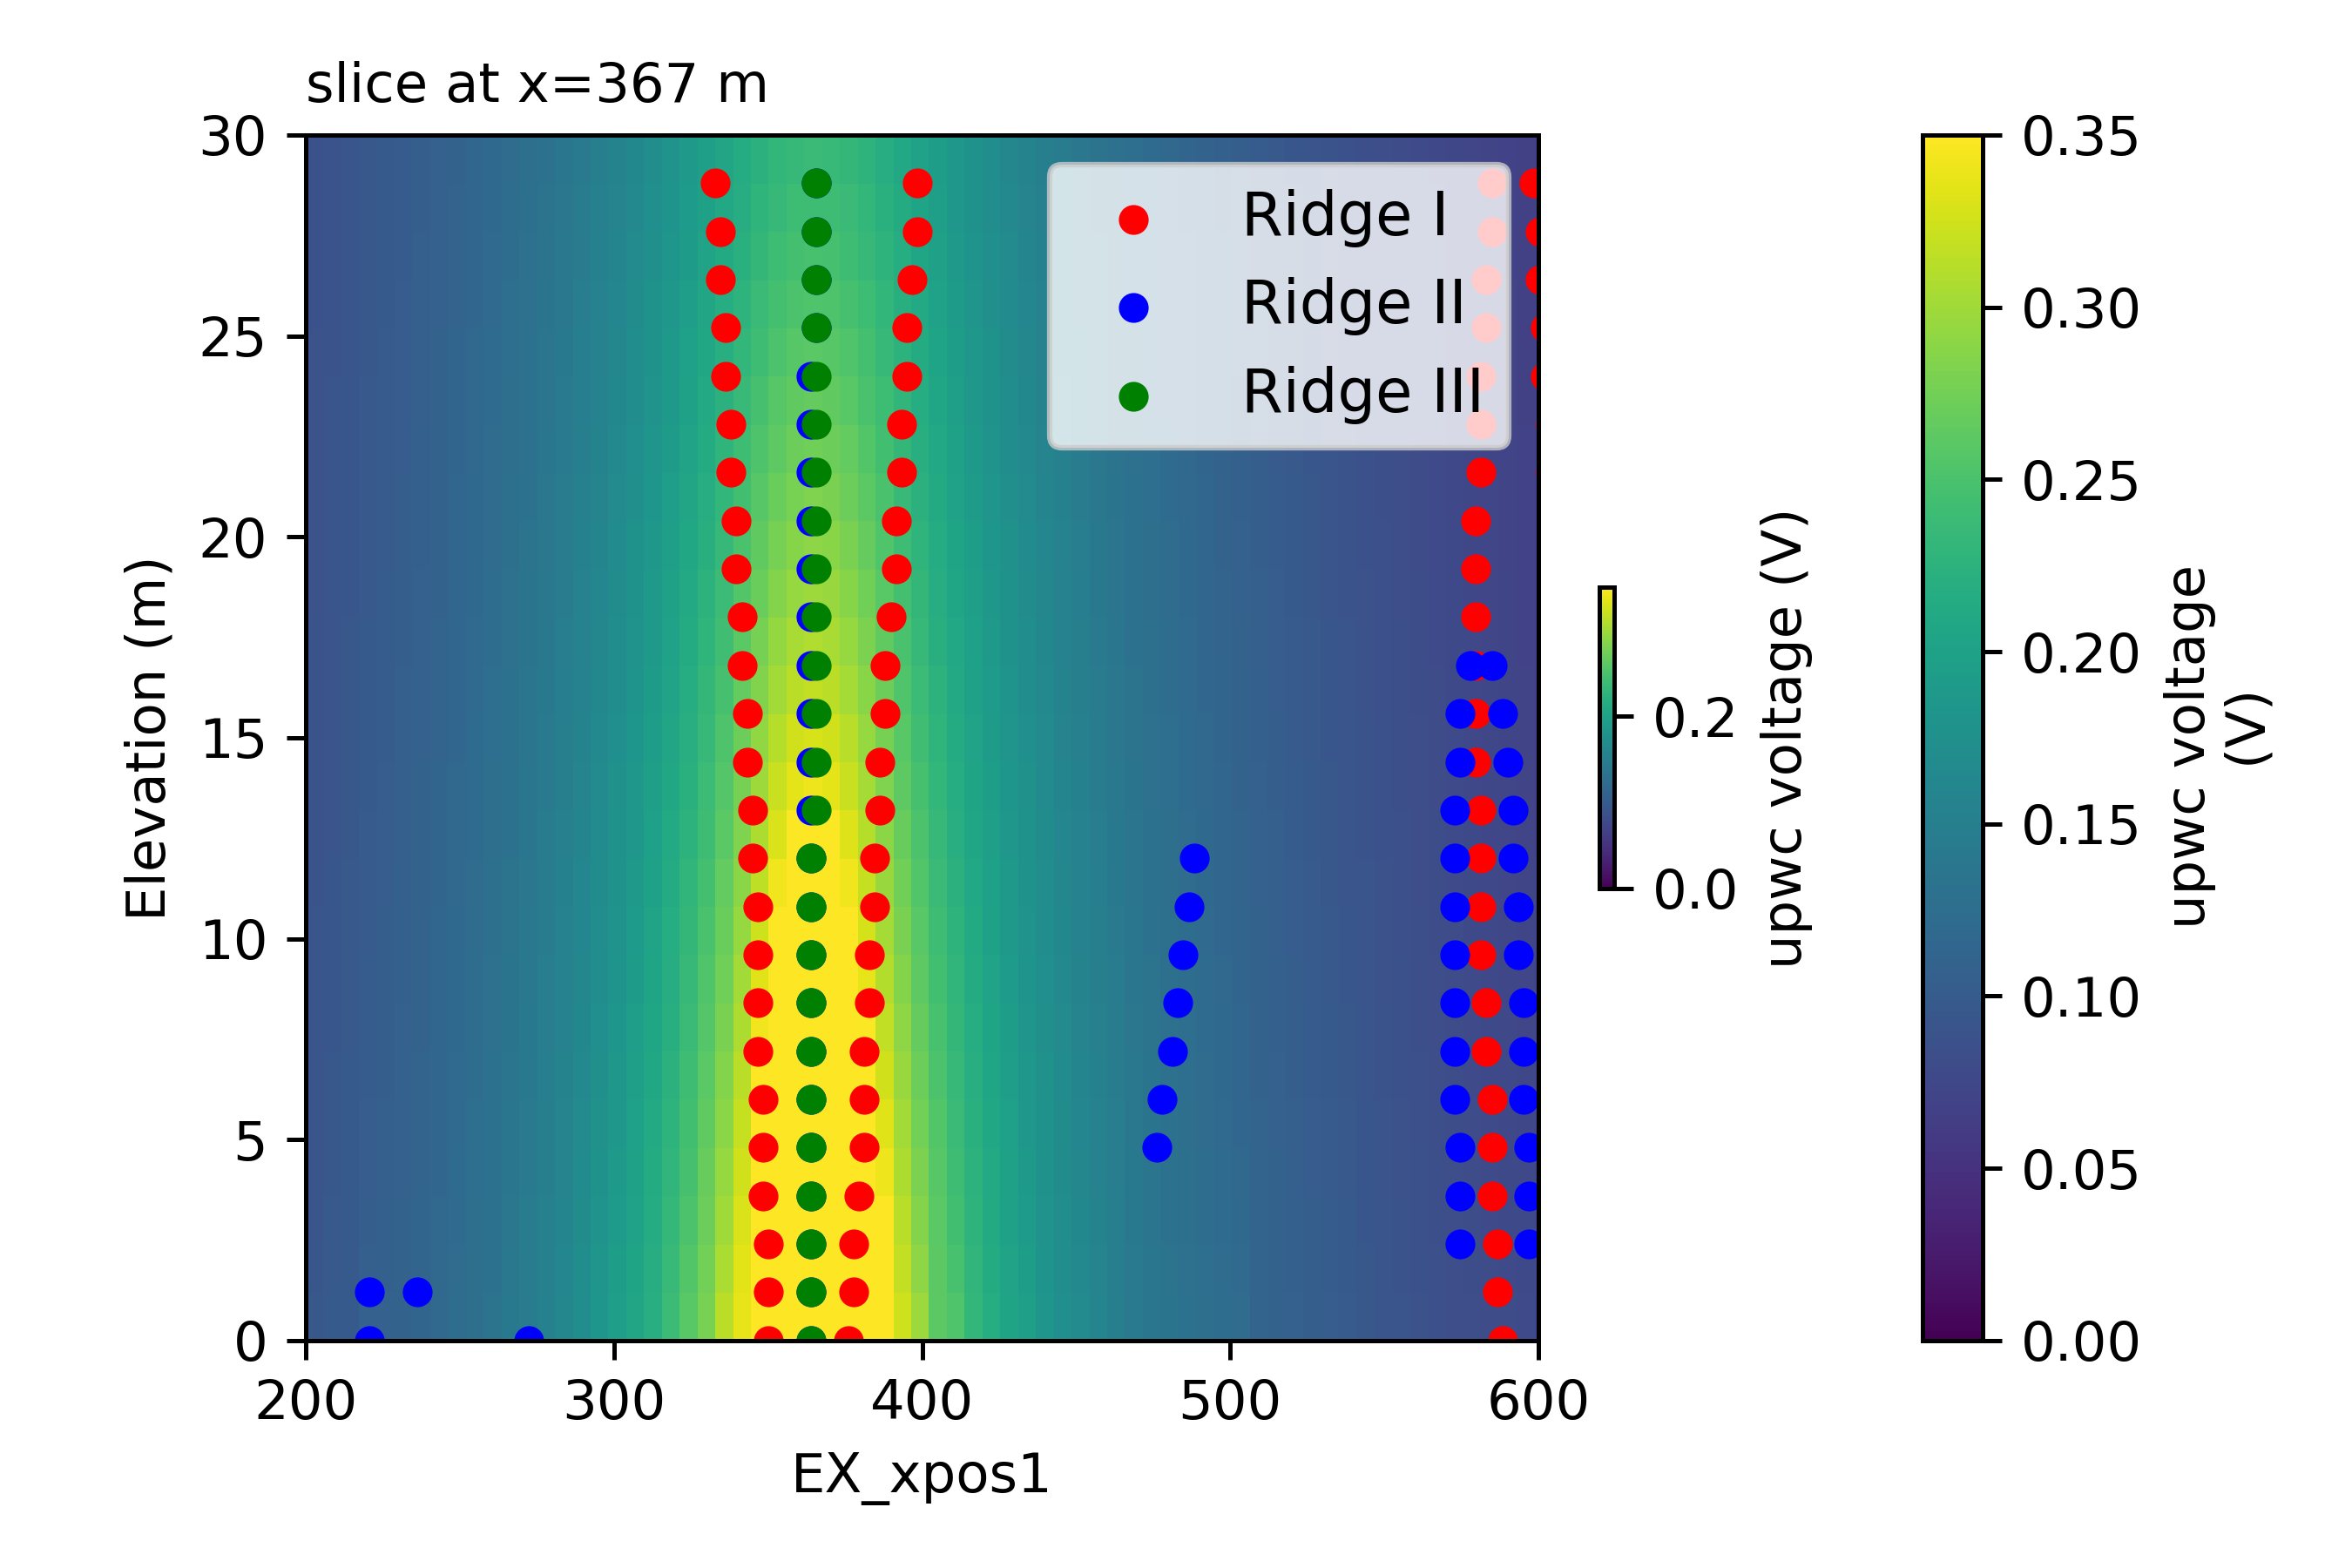 slice at x=367 m
30
25
20
15
10
5
0
Elevation (m)
200 300 400 500 600
EX_xpos1
Ridge I
Ridge II
Ridge III
0.2
0.0
upwc voltage (V)
0.35
0.30
0.25
0.20
0.15
0.10
0.05
0.00
upwc voltage
(V)